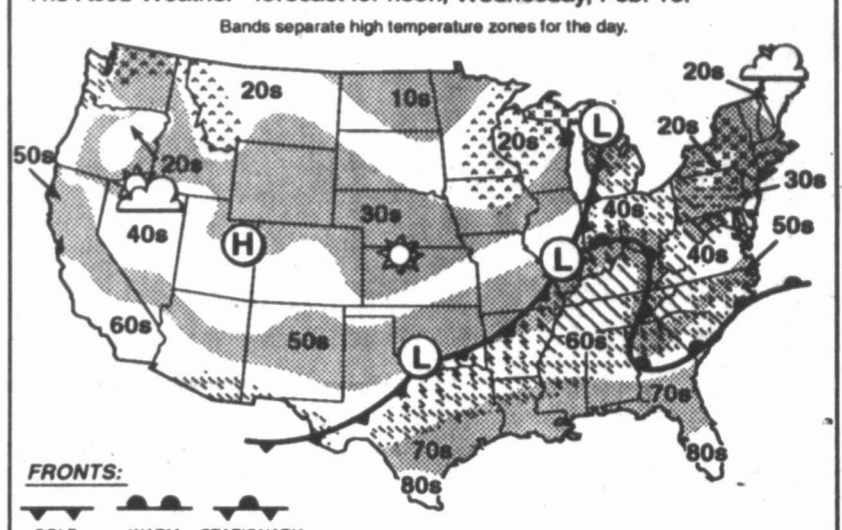 Bands separate high temperature zones for the day.
20s
10s
20s
20s
20s
50s
20s
30s
30s
40s
50s
40s
H
L
L
L
40s
60s
50s
60s
70s
70s
80s
80s
FRONTS: